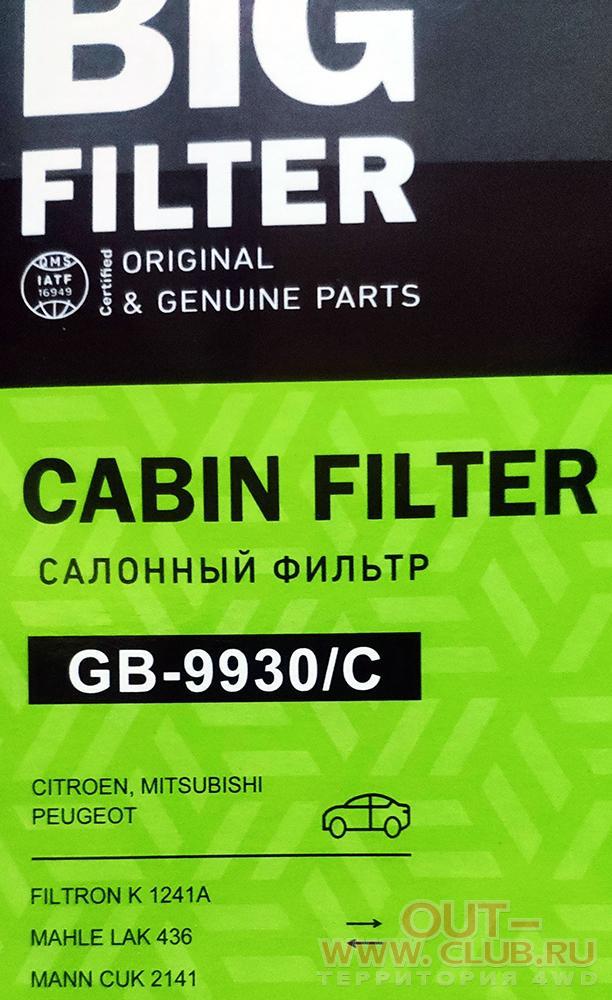 BIG
FILTER
QMS
IATF
16949
Certified
ORIGINAL
& GENUINE PARTS
CABIN FILTER
САЛОННЫЙ ФИЛЬТР
GB-9930/C
CITROEN, MITSUBISHI
PEUGEOT
FILTRON K 1241A
MAHLE LAK 436
MANN CUK 2141
OUT-
WWW.CLUB.RU
ТЕРРИТОРИЯ 4WD